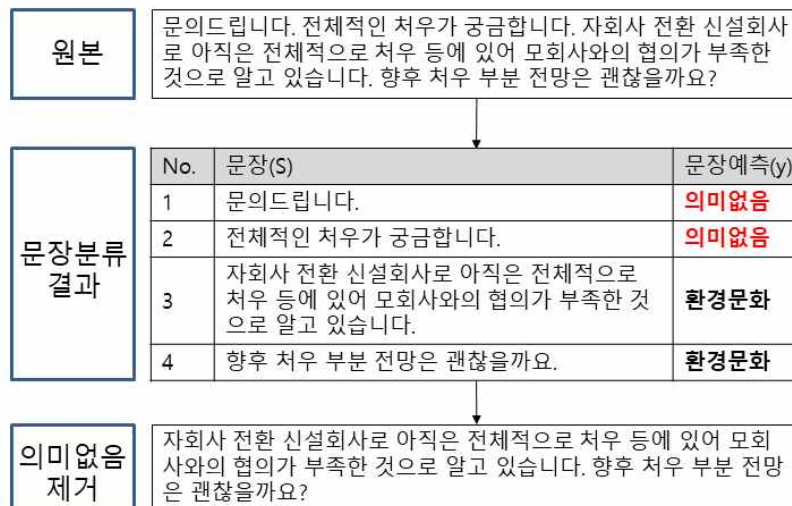 원본
문의드립니다. 전체적인 처우가 궁금합니다. 자회사 전환 신설회사
로 아직은 전체적으로 처우 등에 있어 모회사와의 협의가 부족한
것으로 알고 있습니다. 향후 처우 부분 전망은 괜찮을까요?
문장분류
결과
No. 문장(S) 문장예측(y)
1 문의드립니다. 의미없음
2 전체적인 처우가 궁금합니다. 의미없음
자회사 전환 신설회사로 아직은 전체적으로
3 처우 등에 있어 모회사와의 협의가 부족한 것 환경문화
으로 알고 있습니다.
4 향후 처우 부분 전망은 괜찮을까요. 환경문화
의미없음
제거
자회사 전환 신설회사로 아직은 전체적으로 처우 등에 있어 모회
사와의 협의가 부족한 것으로 알고 있습니다. 향후 처우 부분 전망
은 괜찮을까요?